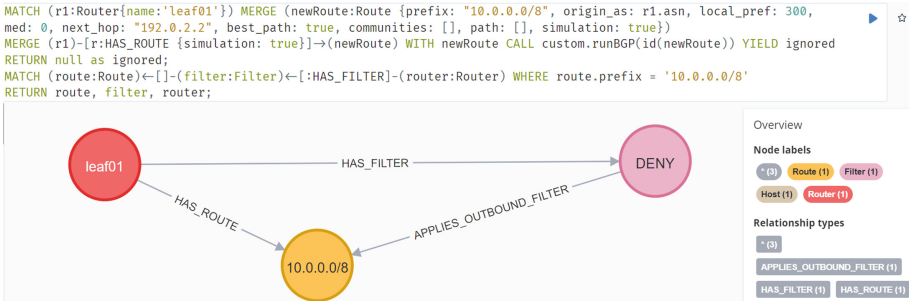 MATCH (r1:Router{name:'leaf01'}) MERGE (newRoute:Route {prefix: "10.0.0.0/8", origin_as: r1.asn, local_pref: 300,
med: 0, next_hop: "192.0.2.2", best_path: true, communities: [], path: [], simulation: true})
MERGE (r1)-[r:HAS_ROUTE {simulation: true}]→(newRoute) WITH newRoute CALL custom.runBGP(id(newRoute)) YIELD ignored
RETURN null as ignored;
MATCH (route:Route)←[]-(filter:Filter)←[:HAS_FILTER]-(router:Router) WHERE route.prefix = '10.0.0.0/8'
RETURN route, filter, router;
Overview
Node labels
* (3) Route (1) Filter (1)
Host (1) Router (1)
Relationship types
* (3)
APPLIES_OUTBOUND_FILTER (1)
HAS_FILTER (1) HAS_ROUTE (1)
leaf01
HAS_FILTER
DENY
HAS_ROUTE
APPLIES_OUTBOUND_FILTER
10.0.0.0/8